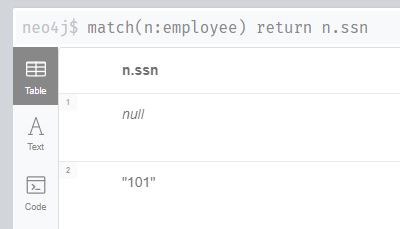 neo4j$ match(n:employee) return n.ssn
n.ssn
Table
1
null
A
Text
2
"101"
Code